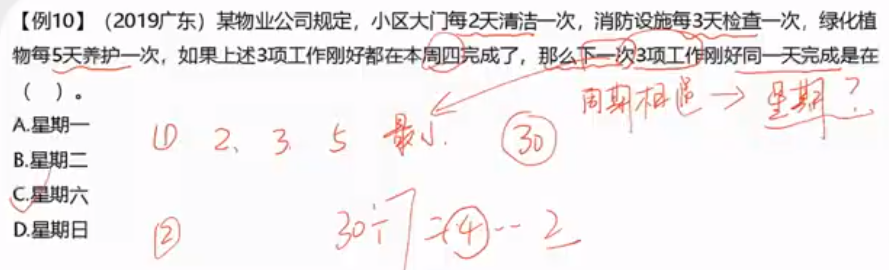 【例10】（2019广东）某物业公司规定，小区大门每2天清洁一次，消防设施每3天检查一次，绿化植
物每5天养护一次，如果上述3项工作刚好都在本周四完成了，那么下一次3项工作刚好同一天完成是在
（ ）。
周期相遇→星期？
A.星期一
① 2、3、5 最小. 30
B.星期二
C.星期六
D.星期日
② 30÷7=4…2